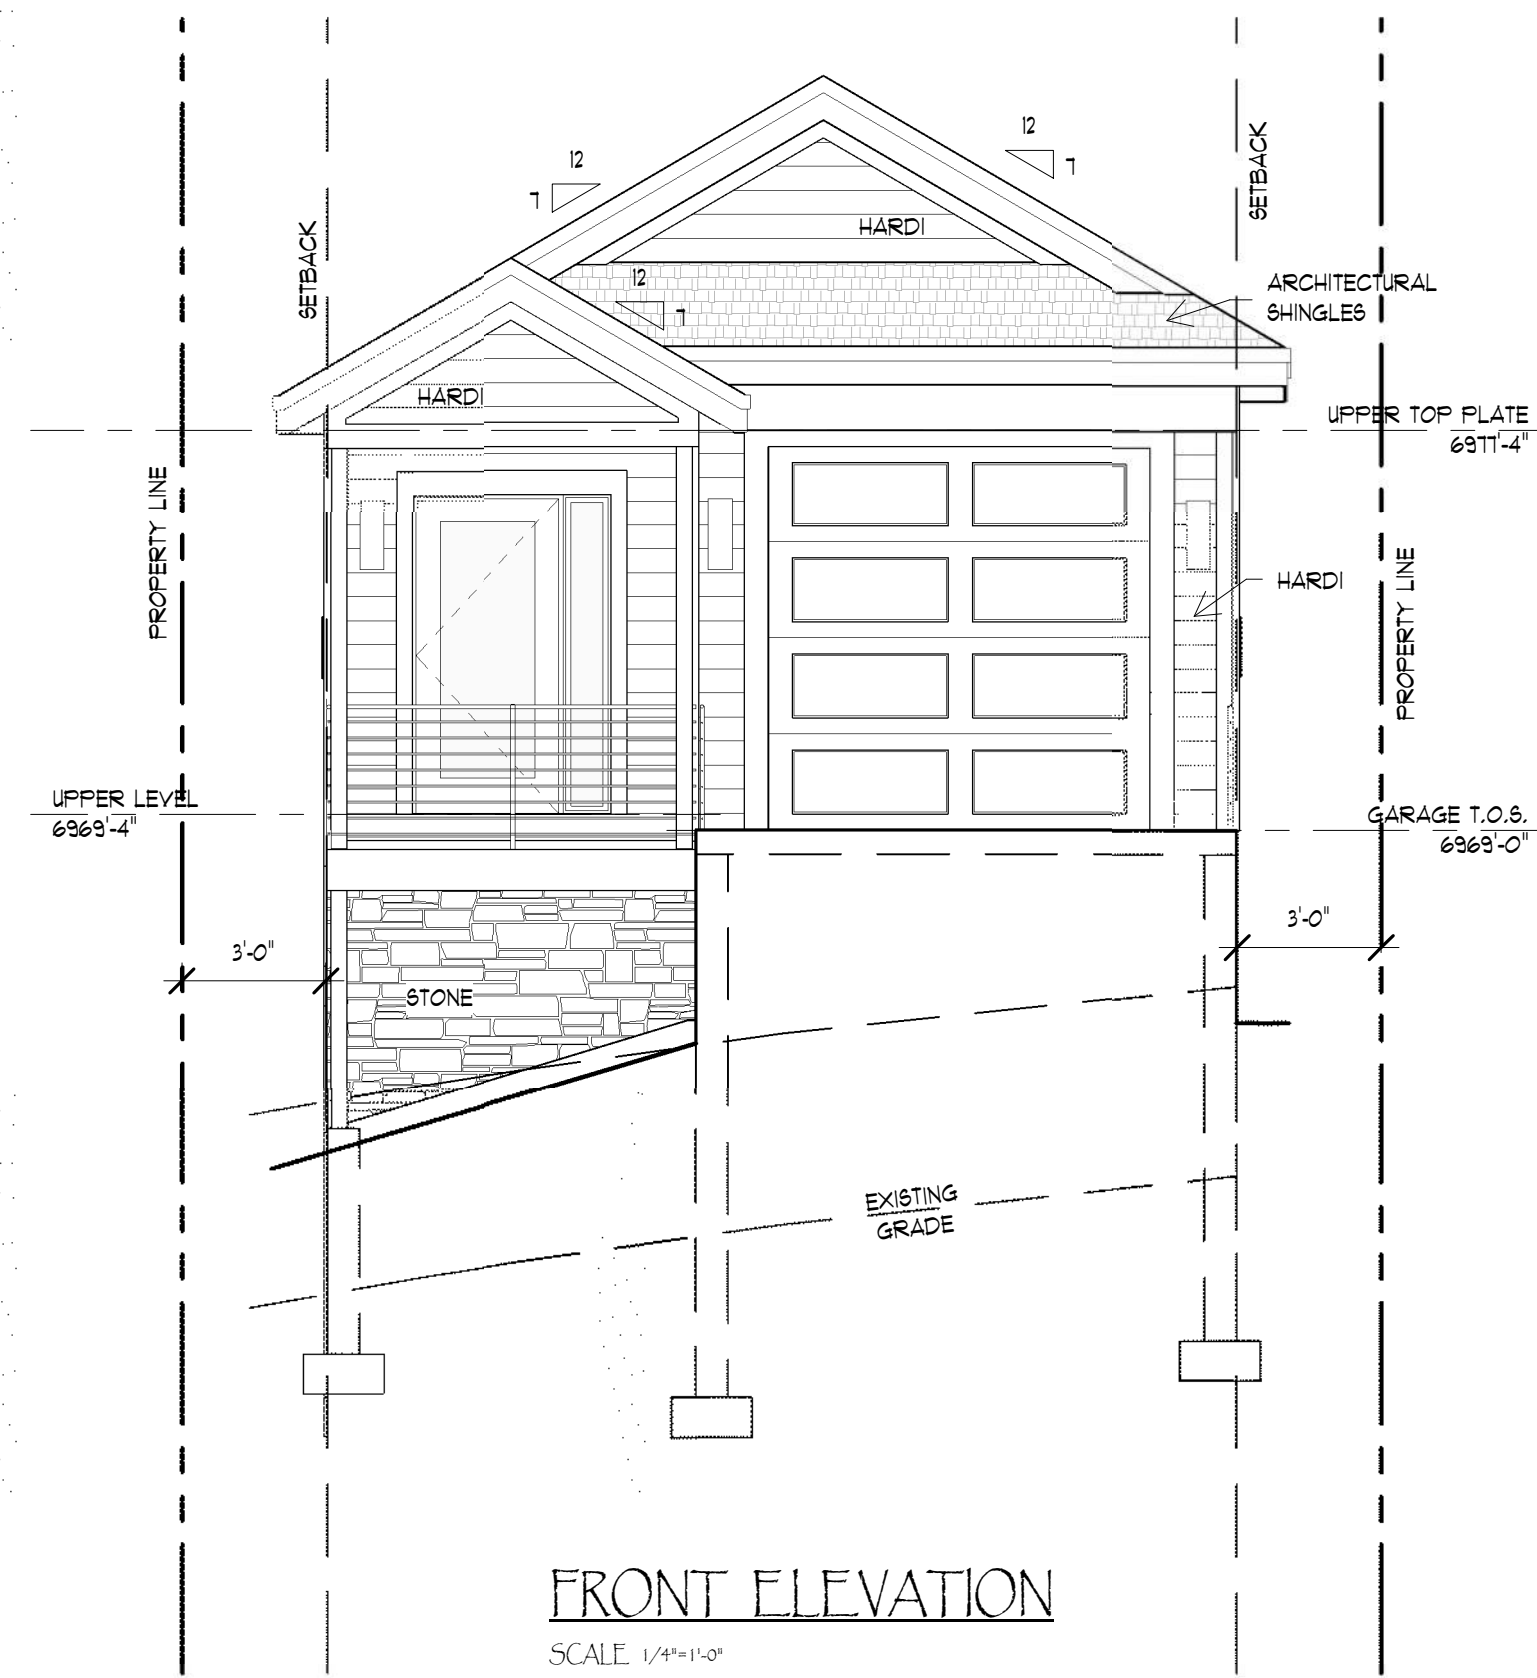 12
7
12
7
SETBACK
SETBACK
HARDI
12
7
ARCHITECTURAL
SHINGLES
HARDI
UPPER TOP PLATE
6977'-4"
PROPERTY LINE
PROPERTY LINE
HARDI
UPPER LEVEL
6969'-4"
GARAGE T.O.S.
6969'-0"
3'-0"
3'-0"
STONE
EXISTING
GRADE
FRONT ELEVATION
SCALE 1/4"=1'-0"